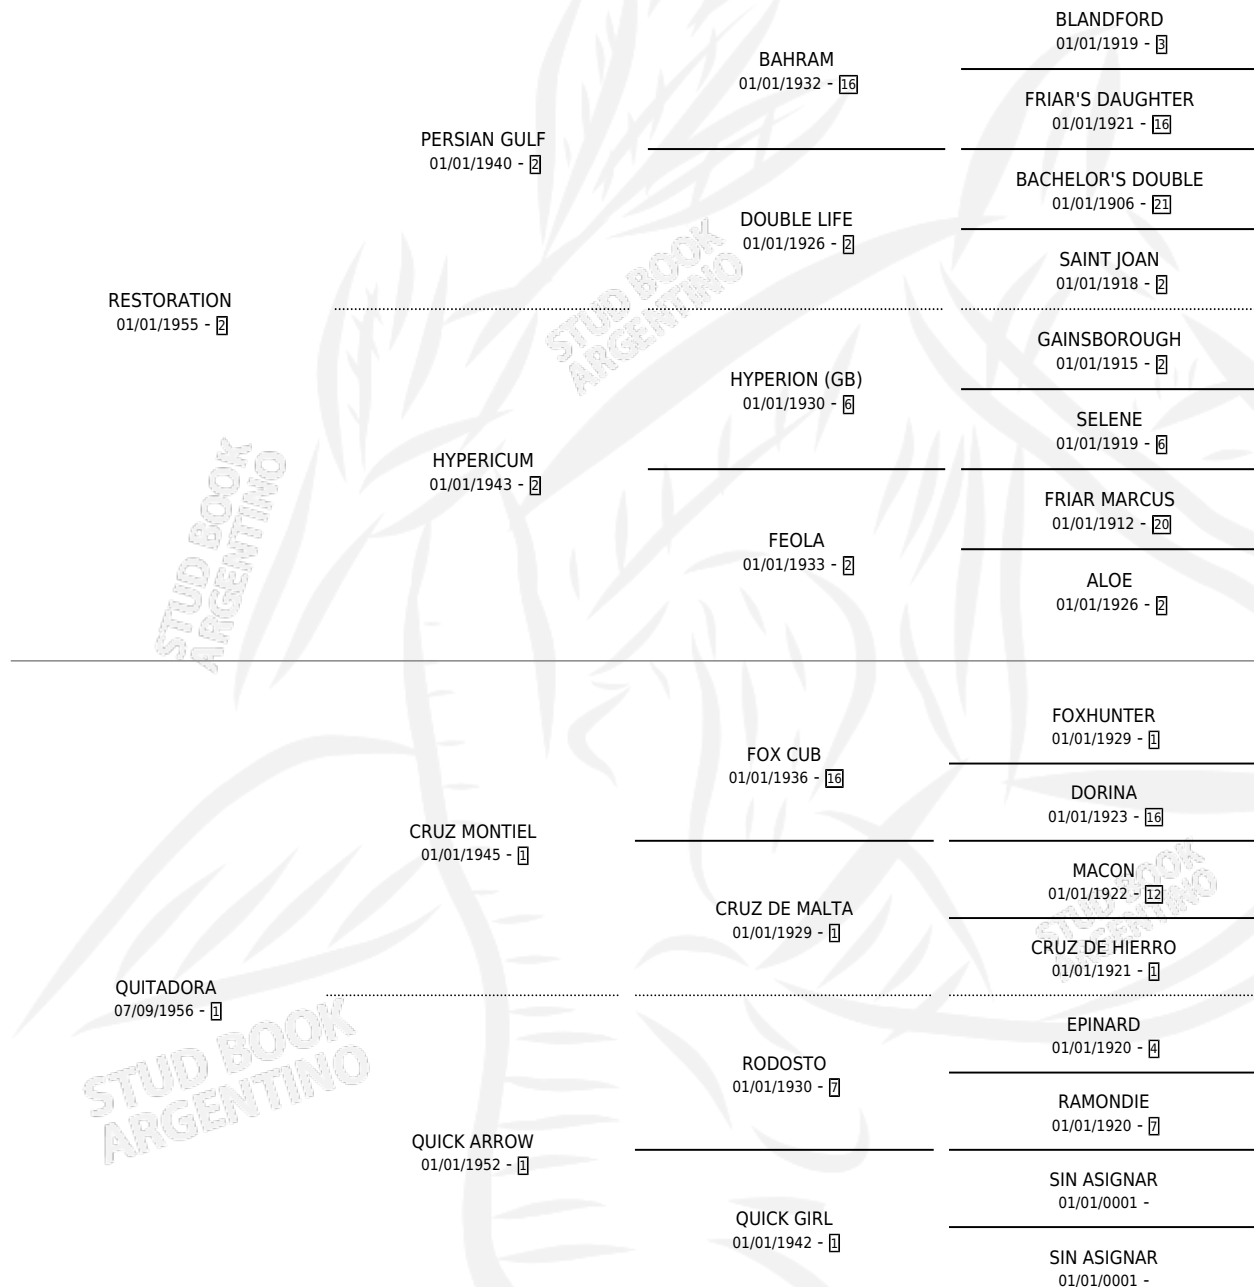 BLANDFORD
01/01/1919 - 3
BAHRAM
01/01/1932 - 16
FRIAR'S DAUGHTER
01/01/1921 - 16
PERSIAN GULF
01/01/1940 - 2
BACHELOR'S DOUBLE
01/01/1906 - 21
DOUBLE LIFE
01/01/1926 - 2
SAINT JOAN
01/01/1918 - 2
RESTORATION
01/01/1955 - 2
STUD BOOK
ARGENTINO
GAINSBOROUGH
01/01/1915 - 2
HYPERION (GB)
01/01/1930 - 6
SELENE
01/01/1919 - 6
HYPERICUM
01/01/1943 - 2
FRIAR MARCUS
01/01/1912 - 20
FEOLA
01/01/1933 - 2
ALOE
01/01/1926 - 2
STUD BOOK
ARGENTINO
FOXHUNTER
01/01/1929 - 1
FOX CUB
01/01/1936 - 16
DORINA
01/01/1923 - 16
CRUZ MONTIEL
01/01/1945 - 1
MACON
01/01/1922 - 12
CRUZ DE MALTA
01/01/1929 - 1
STUD BOOK
ARGENTINO
CRUZ DE HIERRO
01/01/1921 - 1
QUITADORA
07/09/1956 - 1
STUD BOOK
ARGENTINO
EPINARD
01/01/1920 - 4
RODOSTO
01/01/1930 - 7
RAMONDIE
01/01/1920 - 7
QUICK ARROW
01/01/1952 - 1
SIN ASIGNAR
01/01/0001 -
QUICK GIRL
01/01/1942 - 1
SIN ASIGNAR
01/01/0001 -